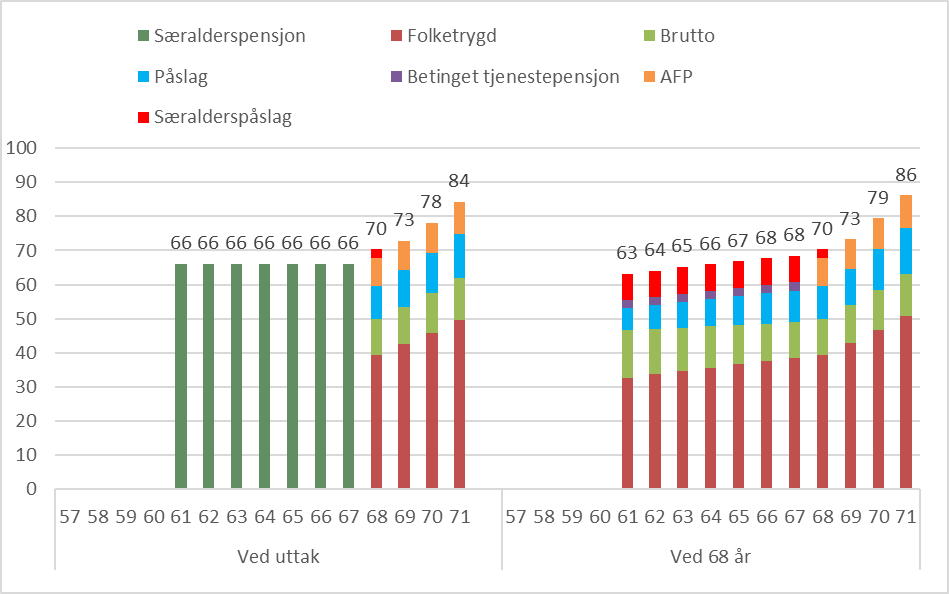 Særalderspensjon Folketrygd Brutto
Påslag Betinget tjenestepensjon AFP
Særalderspåslag
100
90
80
70
60
50
40
30
20
10
0
66 66 66 66 66 66 66 70 73 78 84
63 64 65 66 67 68 68 70 73 79 86
57 58 59 60 61 62 63 64 65 66 67 68 69 70 71 57 58 59 60 61 62 63 64 65 66 67 68 69 70 71
Ved uttak Ved 68 år